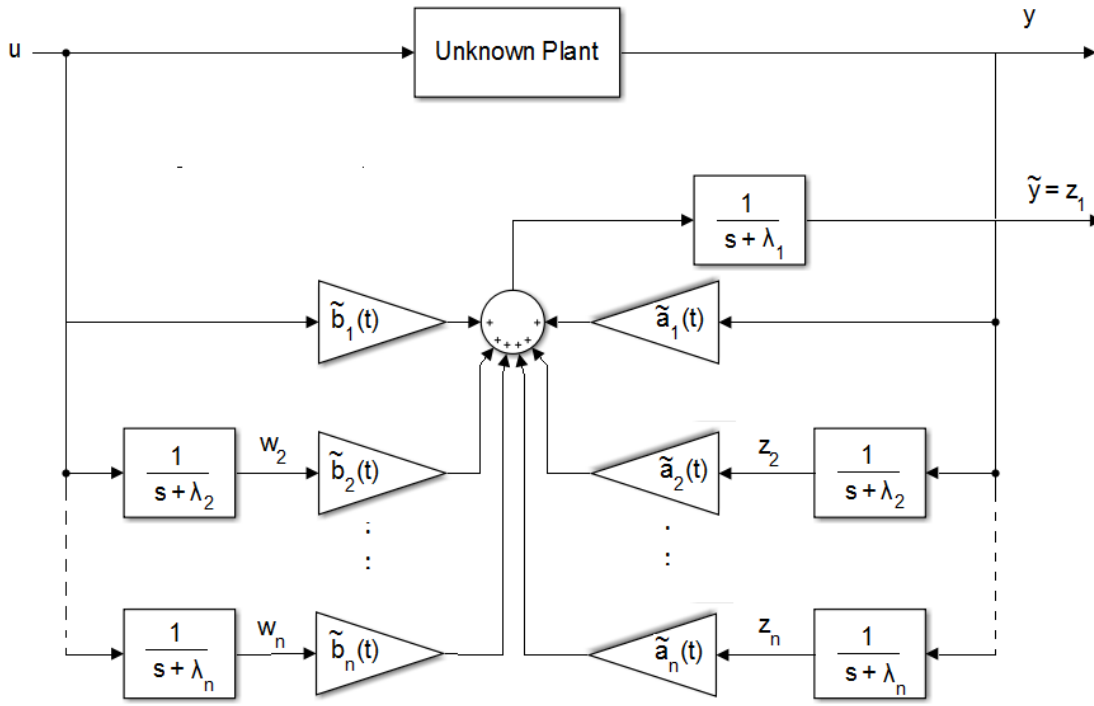 y
u
Unknown Plant
ỹ = z₁
1
s + λ₁
b̃₁(t)
+ +
ã₁(t)
+ + + +
1
s + λ₂
w₂
b̃₂(t)
ã₂(t)
z₂
1
s + λ₂
:
:
:
:
1
s + λₙ
wₙ
b̃ₙ(t)
ãₙ(t)
zₙ
1
s + λₙ